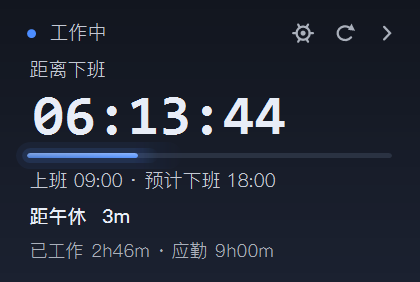 工作中
距离下班
06:13:44
上班 09:00 · 预计下班 18:00
距午休 3m
已工作 2h46m · 应勤 9h00m